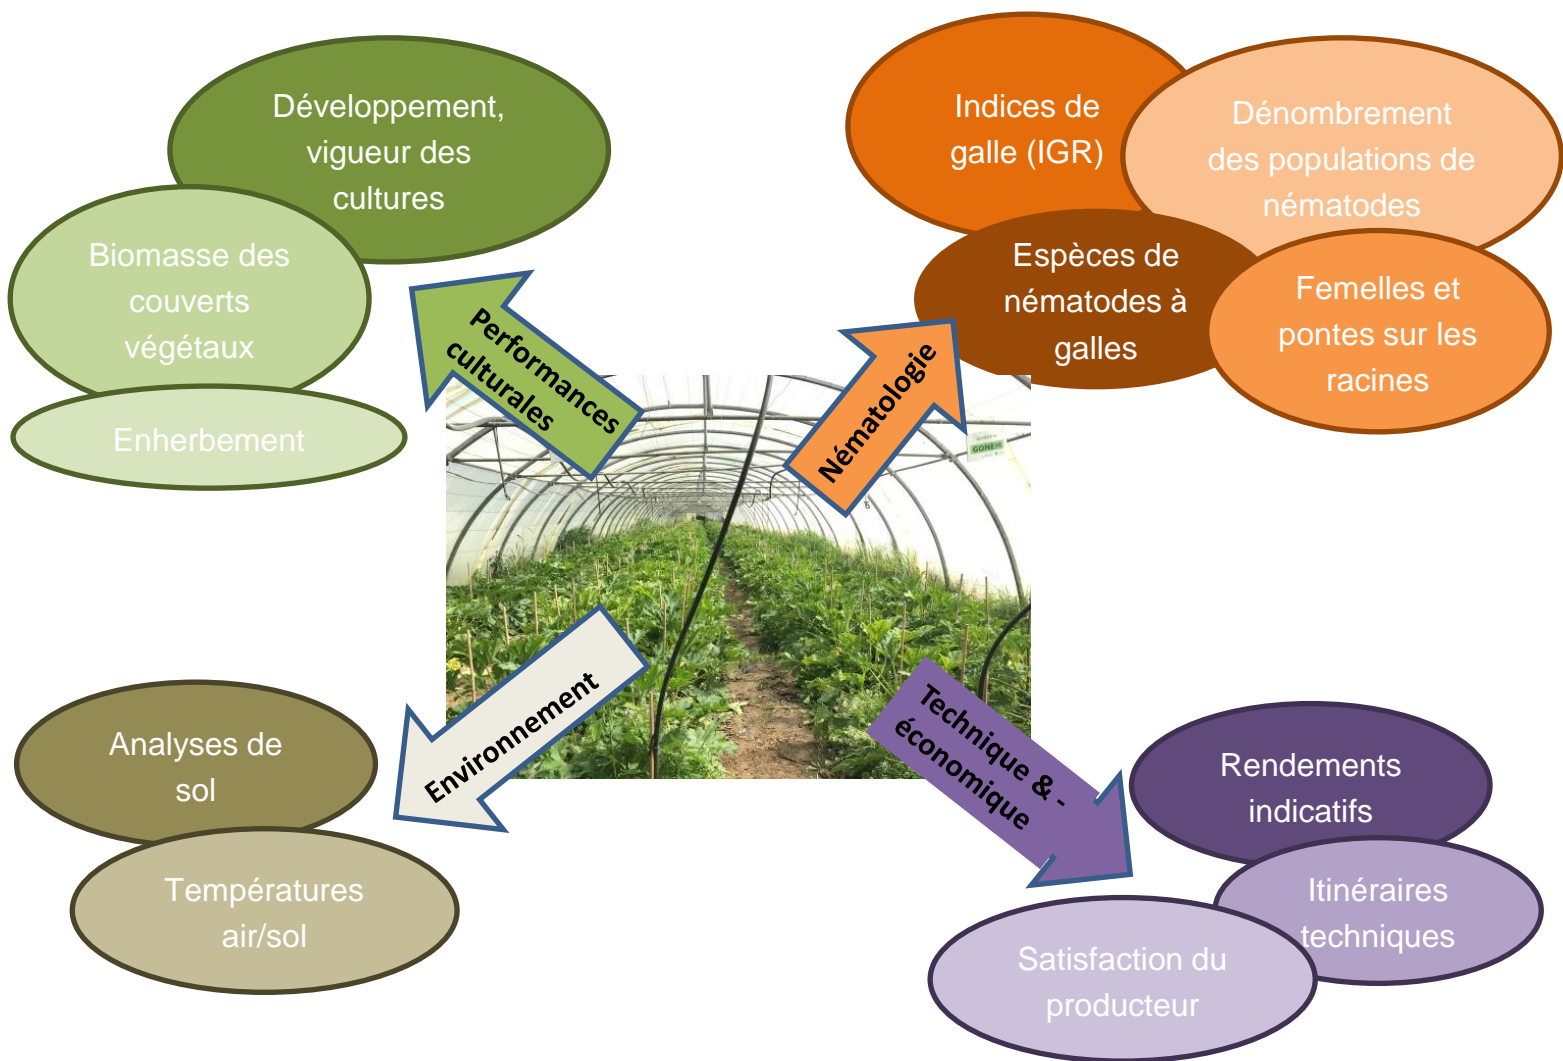 Développement,
vigueur des
cultures
Biomasse des
couverts
végétaux
Enherbement
Performances
culturales
Indices de
galle (IGR)
Dénombrement
des populations de
nématodes
Espèces de
nématodes à
galles
Femelles et
pontes sur les
racines
Nématologie
GONEM
Environnement
Analyses de
sol
Températures
air/sol
Technique & -
économique
Rendements
indicatifs
Itinéraires
techniques
Satisfaction du
producteur